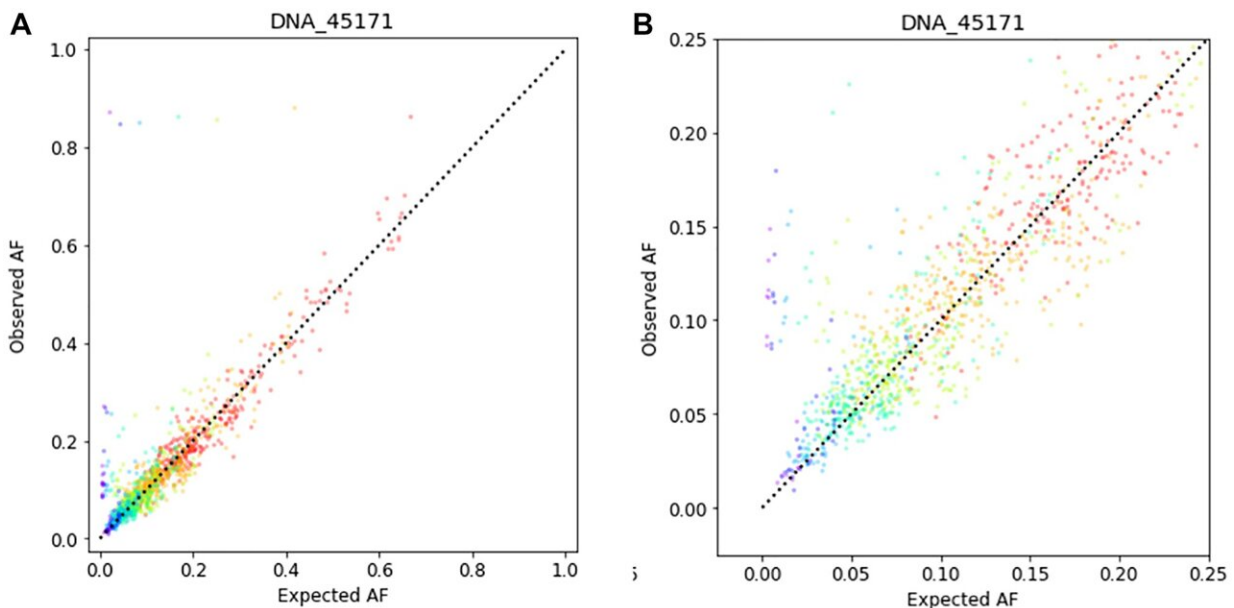 A
DNA_45171
1.0
0.8
0.6
0.4
0.2
0.0
Observed AF
0.0 0.2 0.4 0.6 0.8 1.0
Expected AF
B
DNA_45171
0.25
0.20
0.15
0.10
0.05
0.00
Observed AF
5
0.00 0.05 0.10 0.15 0.20 0.25
Expected AF